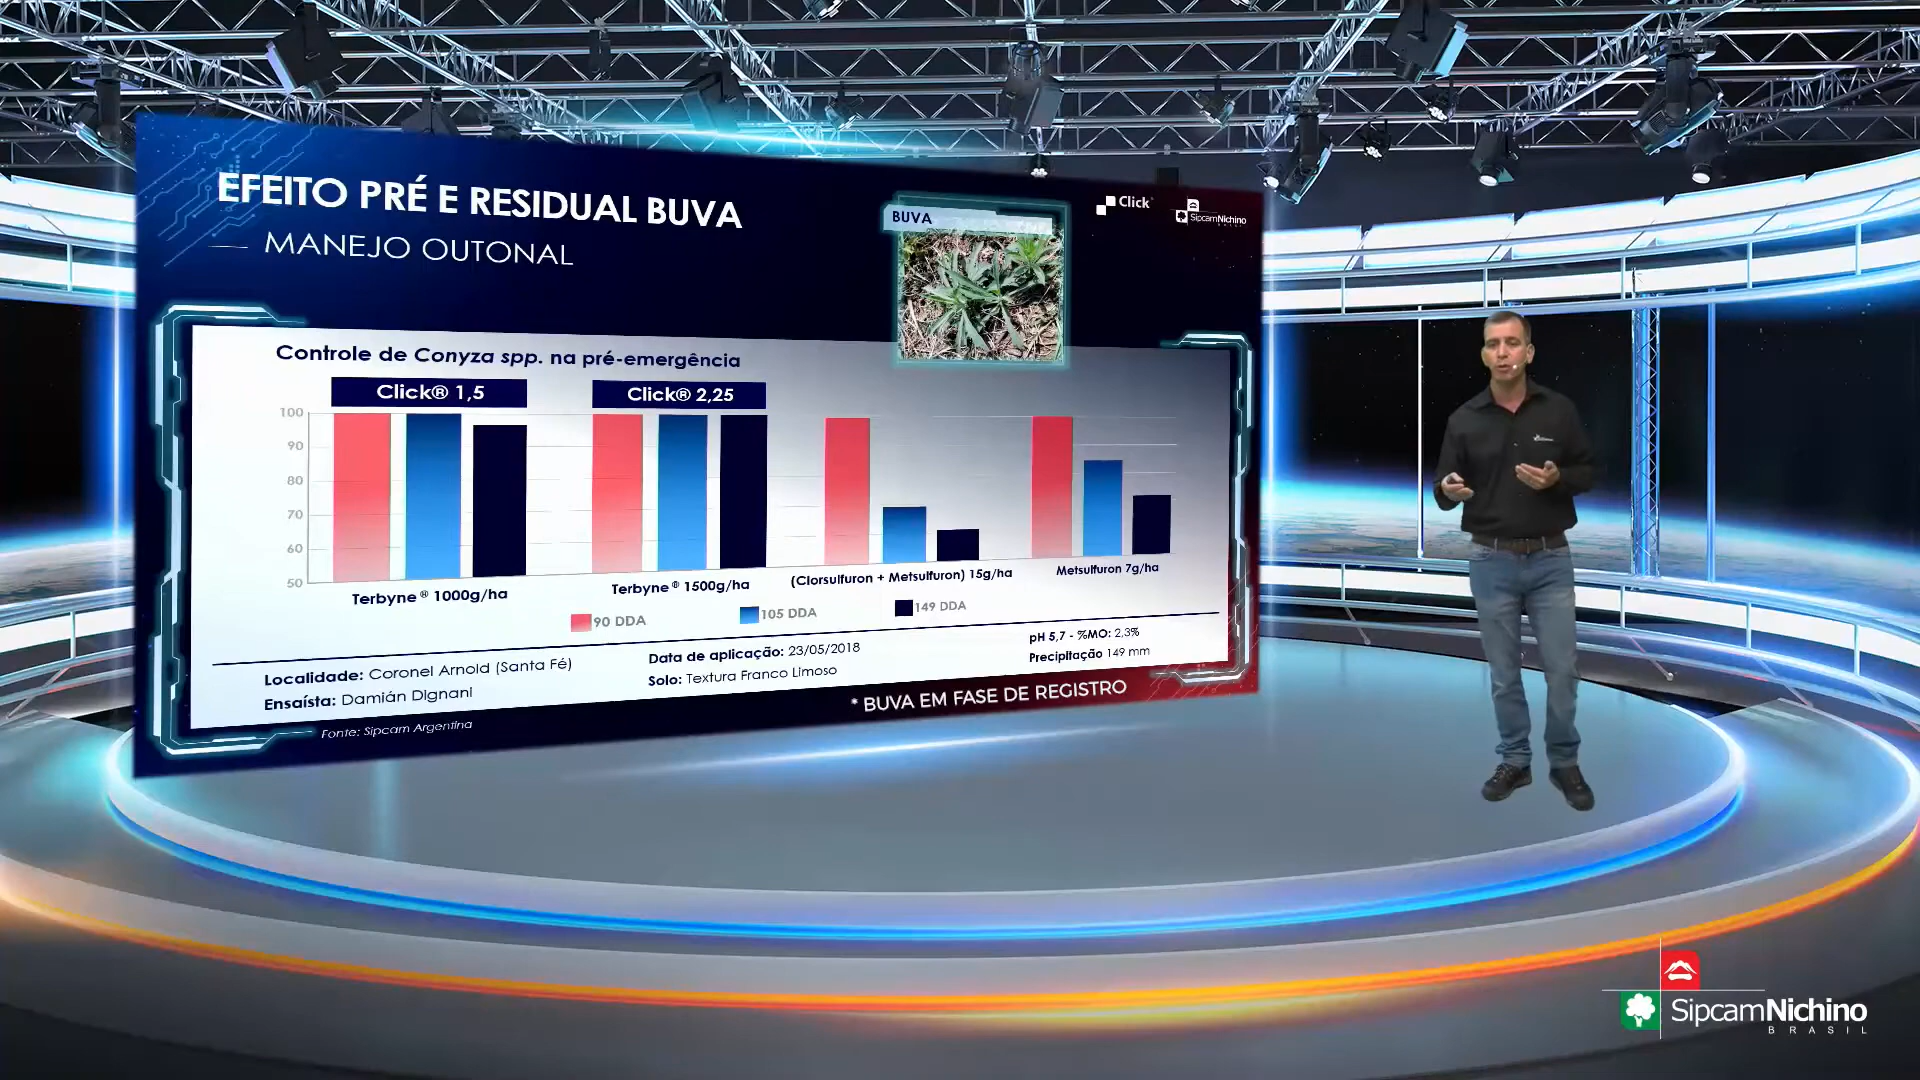 EFEITO PRÉ E RESIDUAL BUVA
MANEJO OUTONAL
BUVA
Click®
SipcamNichino
Controle de Conyza spp. na pré-emergência
Click® 1,5
Click® 2,25
100
90
80
70
60
50
Terbyne ® 1000g/ha
Terbyne ® 1500g/ha
(Clorsulfuron + Metsulfuron) 15g/ha
Metsulfuron 7g/ha
90 DDA
105 DDA
149 DDA
Localidade: Coronel Arnold (Santa Fé)
Ensaísta: Damián Dignani
Data de aplicação: 23/05/2018
Solo: Textura Franco Limoso
pH 5,7 - %MO: 2,3%
Precipitação 149 mm
* BUVA EM FASE DE REGISTRO
Fonte: Sipcam Argentina
SipcamNichino
BRASIL